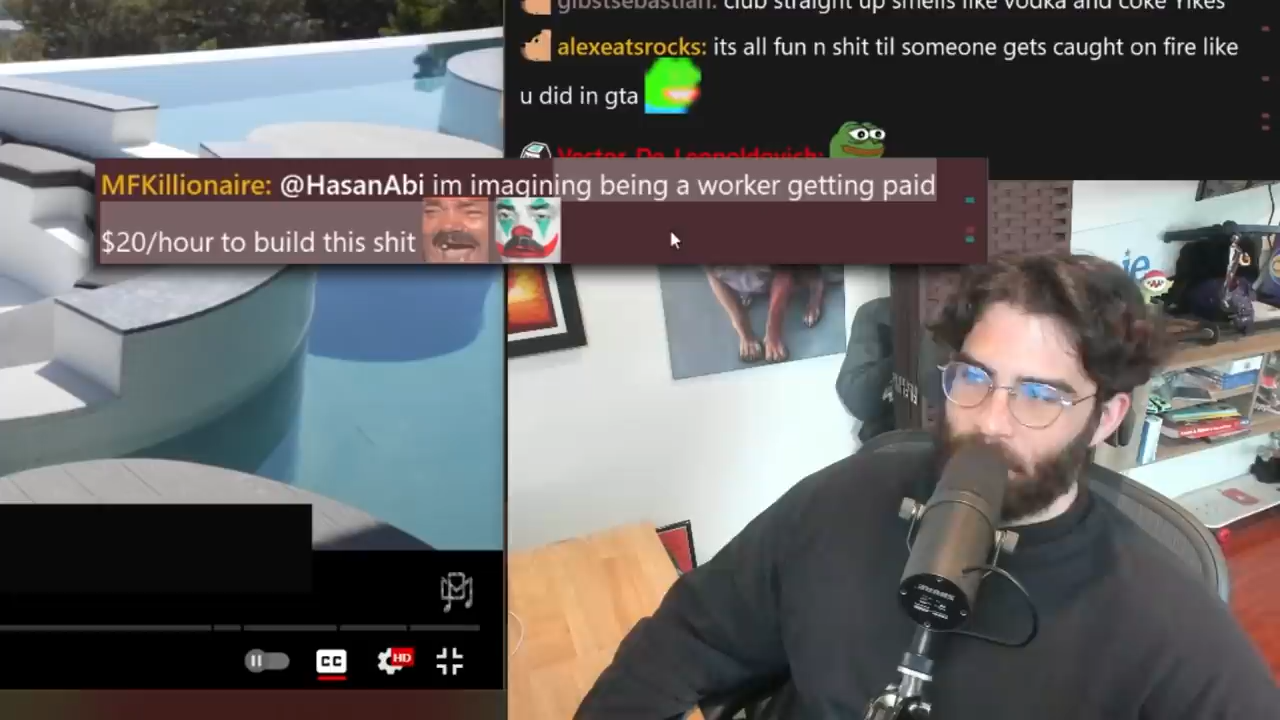 gibstsebastian: club straight up smells like vodka and coke Yikes
alexeatsrocks: its all fun n shit til someone gets caught on fire like
u did in gta
MFKillionaire: @HasanAbi im imagining being a worker getting paid
$20/hour to build this shit
ie
CC
HD